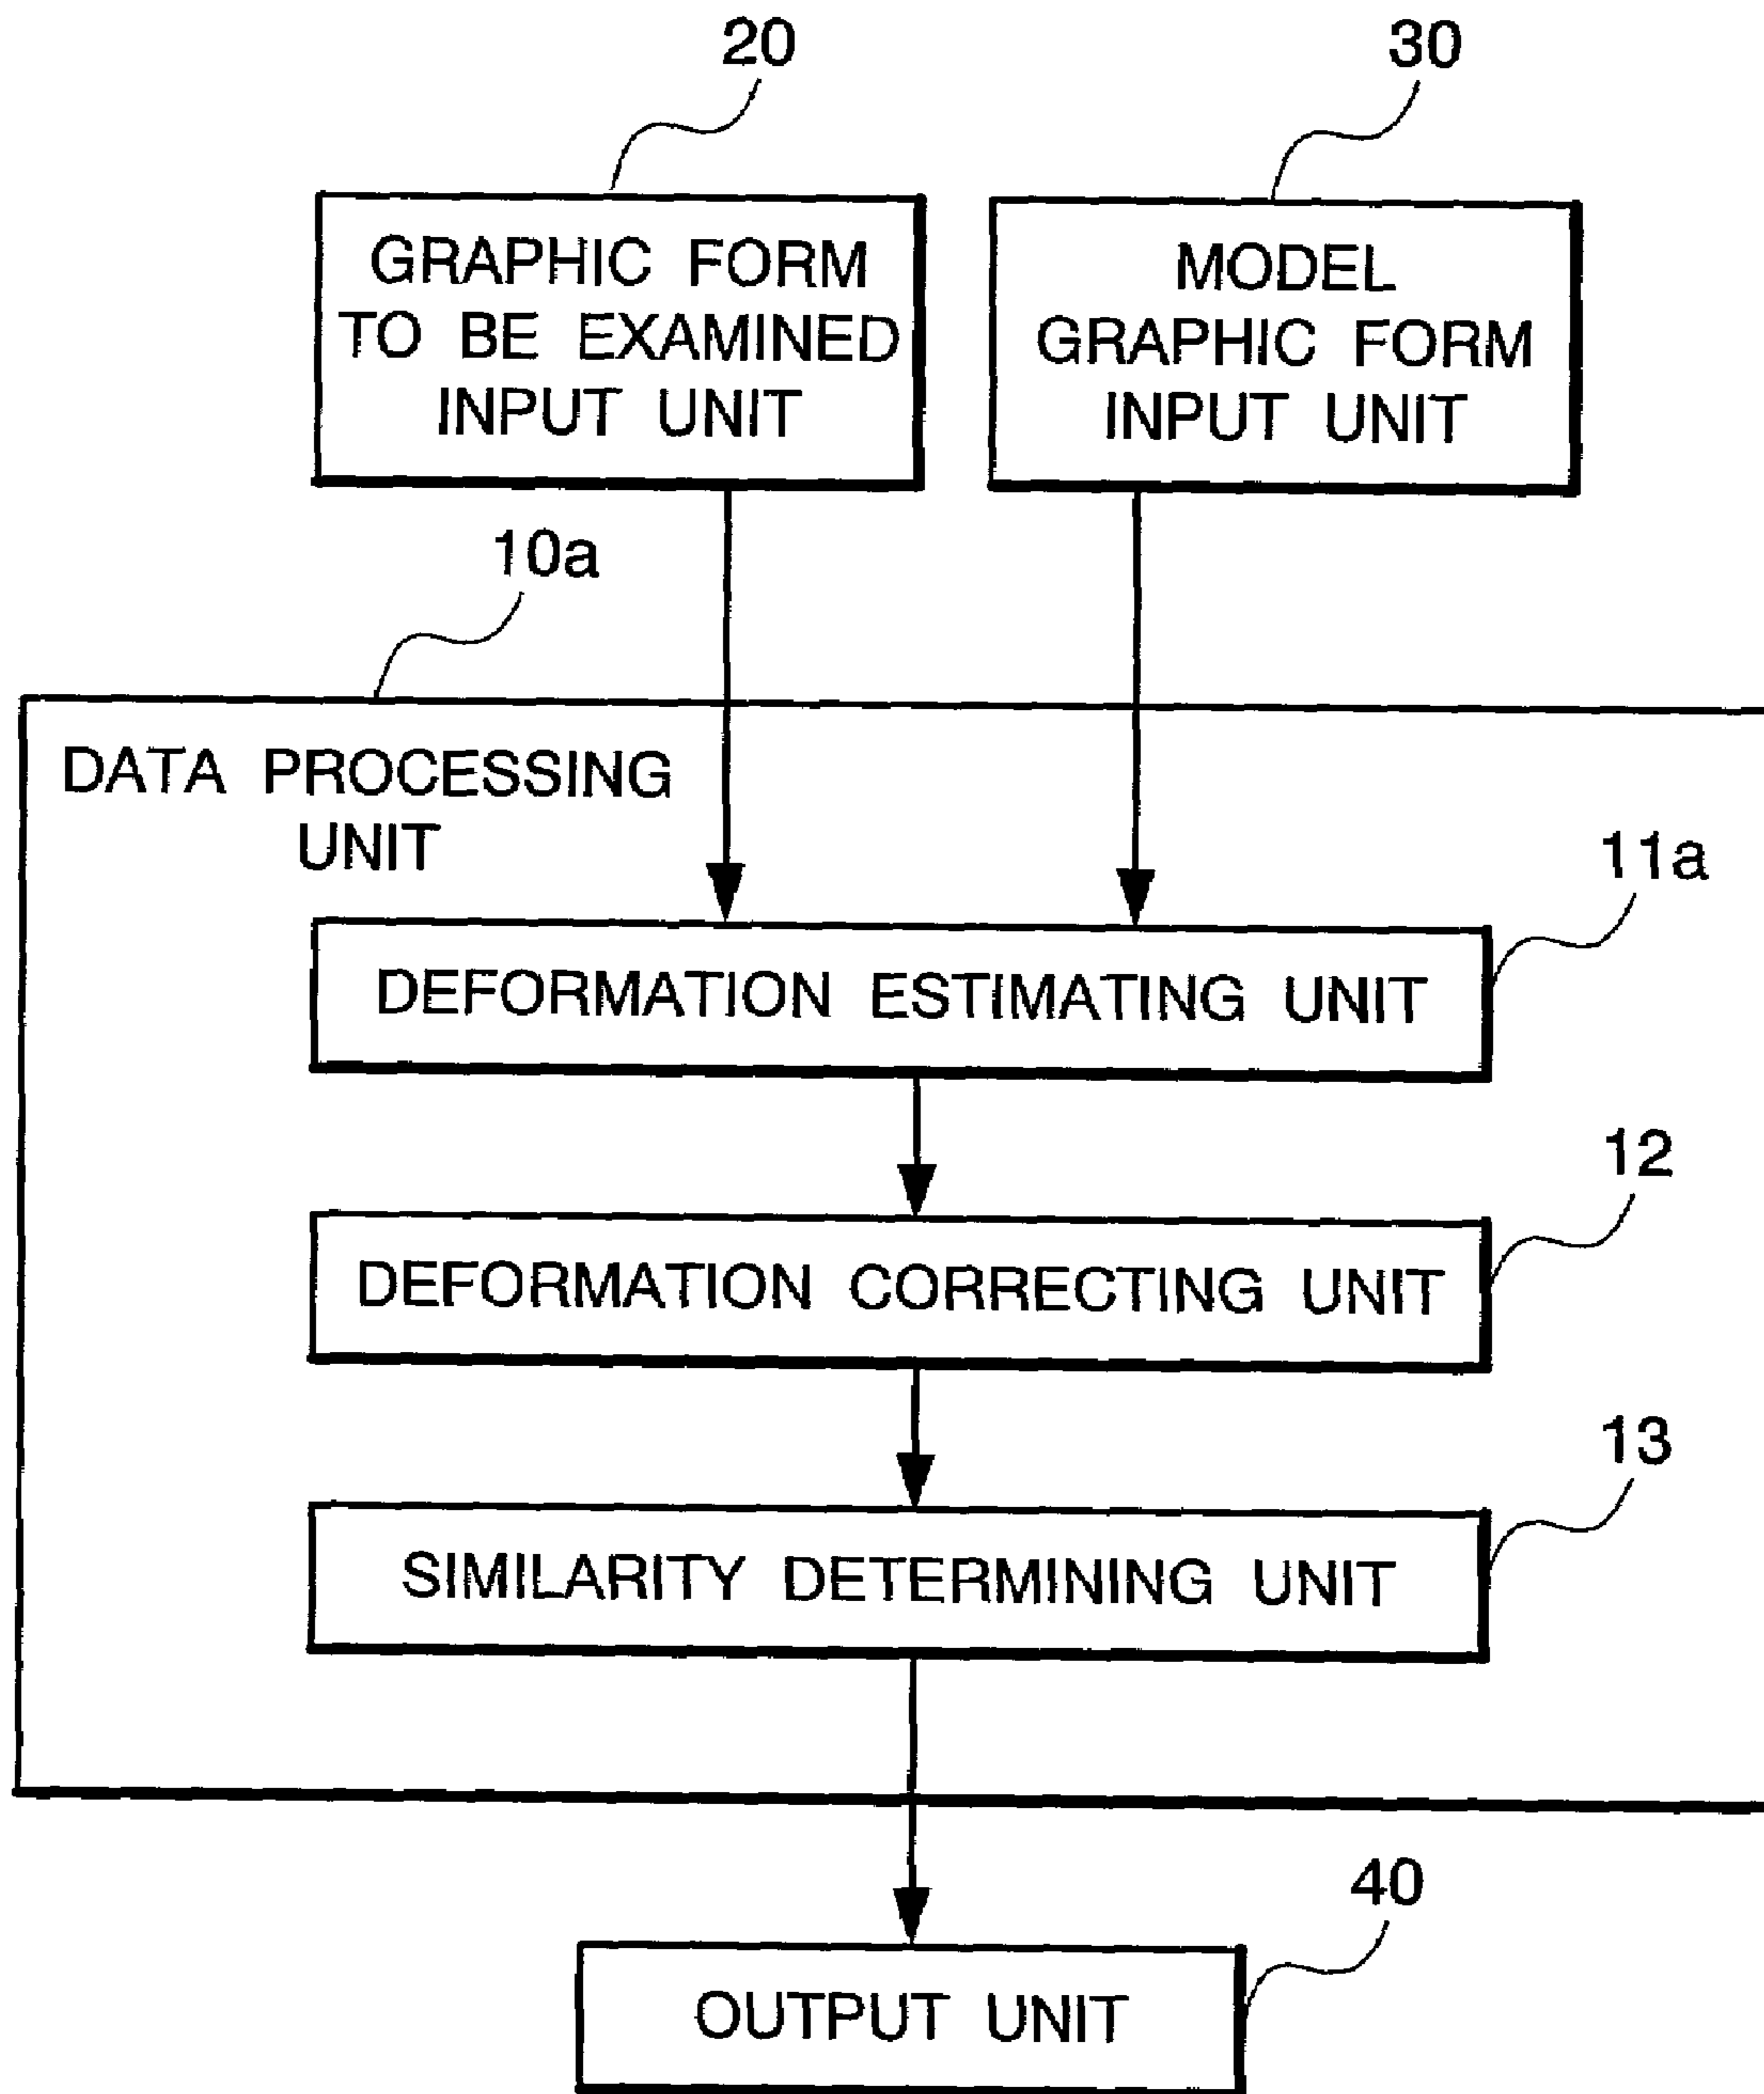 20
30
GRAPHIC FORM
TO BE EXAMINED
INPUT UNIT
MODEL
GRAPHIC FORM
INPUT UNIT
10a
DATA PROCESSING
UNIT
11a
DEFORMATION ESTIMATING UNIT
12
DEFORMATION CORRECTING UNIT
13
SIMILARITY DETERMINING UNIT
40
OUTPUT UNIT